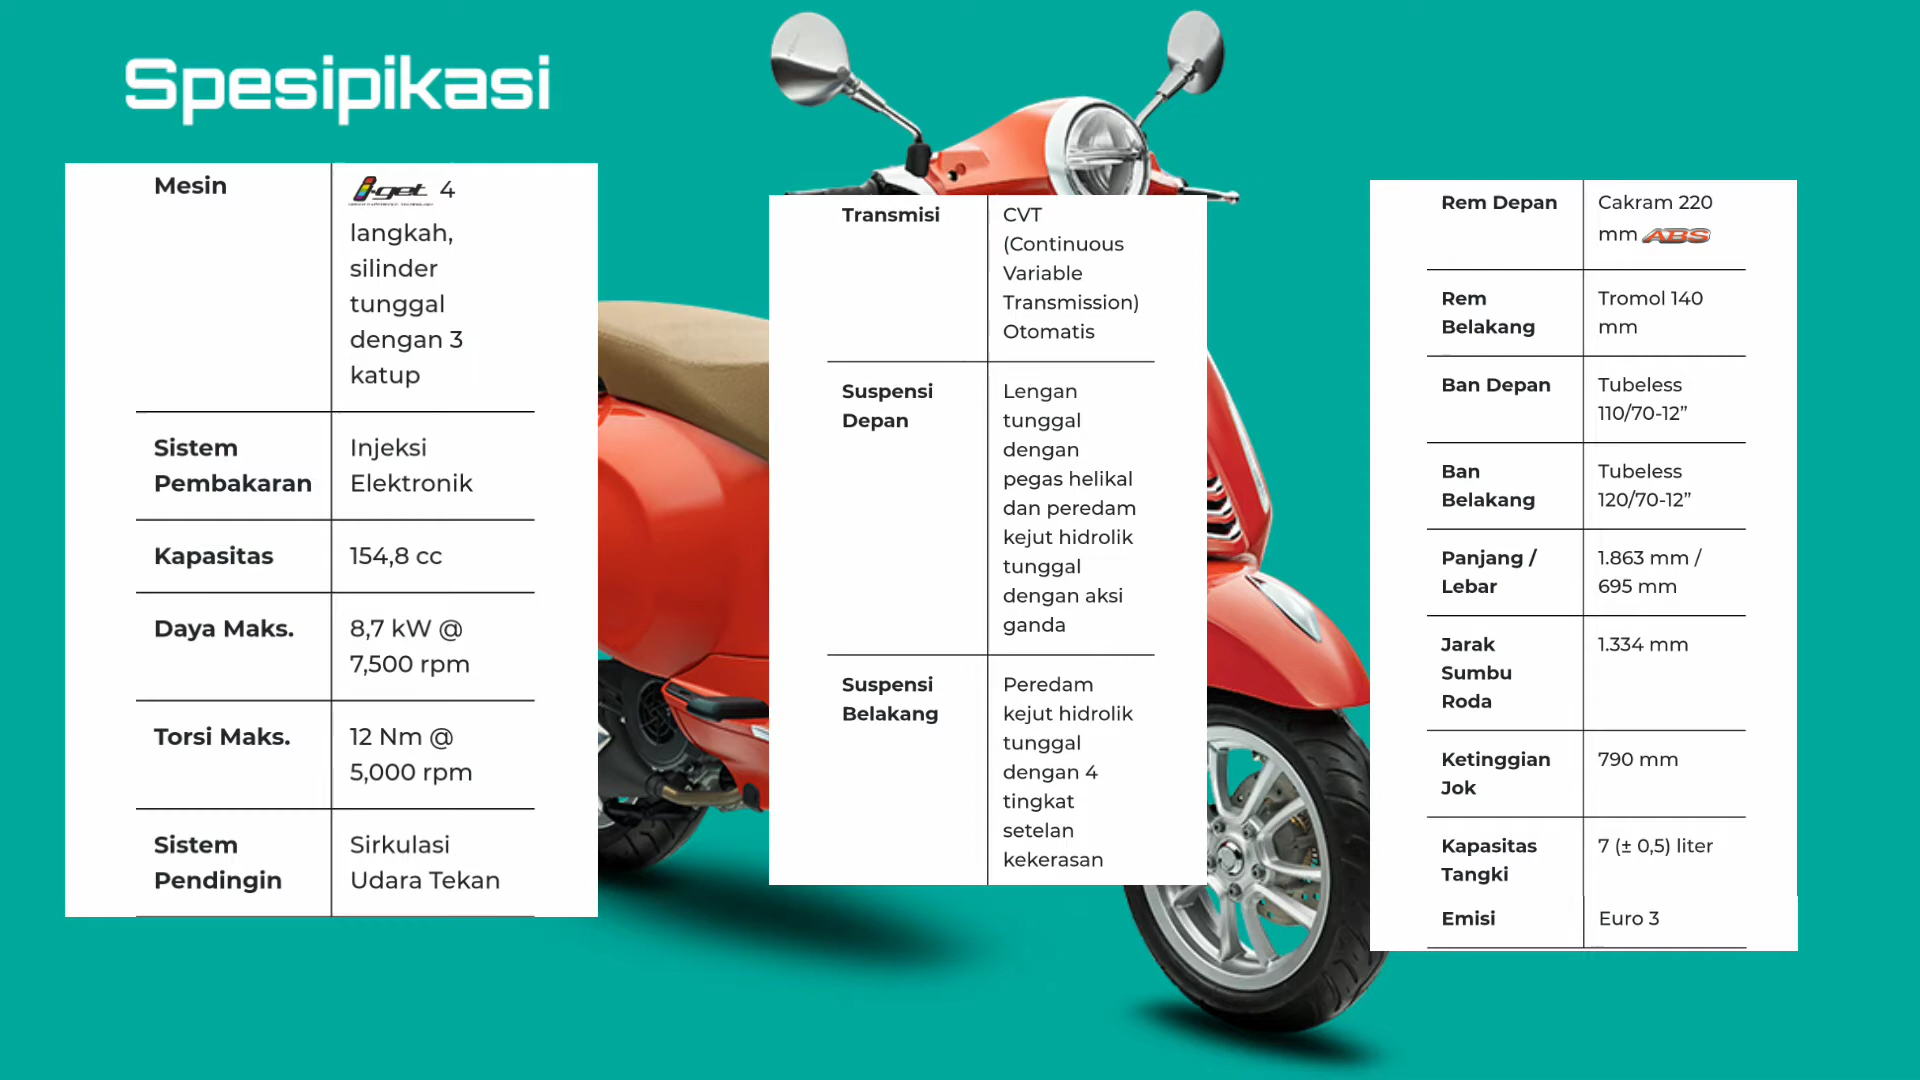 Spesipikasi
Mesin
i-get 4
langkah,
silinder
tunggal
dengan 3
katup
Sistem
Pembakaran
Injeksi
Elektronik
Kapasitas
154,8 cc
Daya Maks.
8,7 kW @
7,500 rpm
Torsi Maks.
12 Nm @
5,000 rpm
Sistem
Pendingin
Sirkulasi
Udara Tekan
Transmisi
CVT
(Continuous
Variable
Transmission)
Otomatis
Suspensi
Depan
Lengan
tunggal
dengan
pegas helikal
dan peredam
kejut hidrolik
tunggal
dengan aksi
ganda
Suspensi
Belakang
Peredam
kejut hidrolik
tunggal
dengan 4
tingkat
setelan
kekerasan
Rem Depan
Cakram 220
mm ABS
Rem
Belakang
Tromol 140
mm
Ban Depan
Tubeless
110/70-12”
Ban
Belakang
Tubeless
120/70-12”
Panjang /
Lebar
1.863 mm /
695 mm
Jarak
Sumbu
Roda
1.334 mm
Ketinggian
Jok
790 mm
Kapasitas
Tangki
7 (± 0,5) liter
Emisi
Euro 3